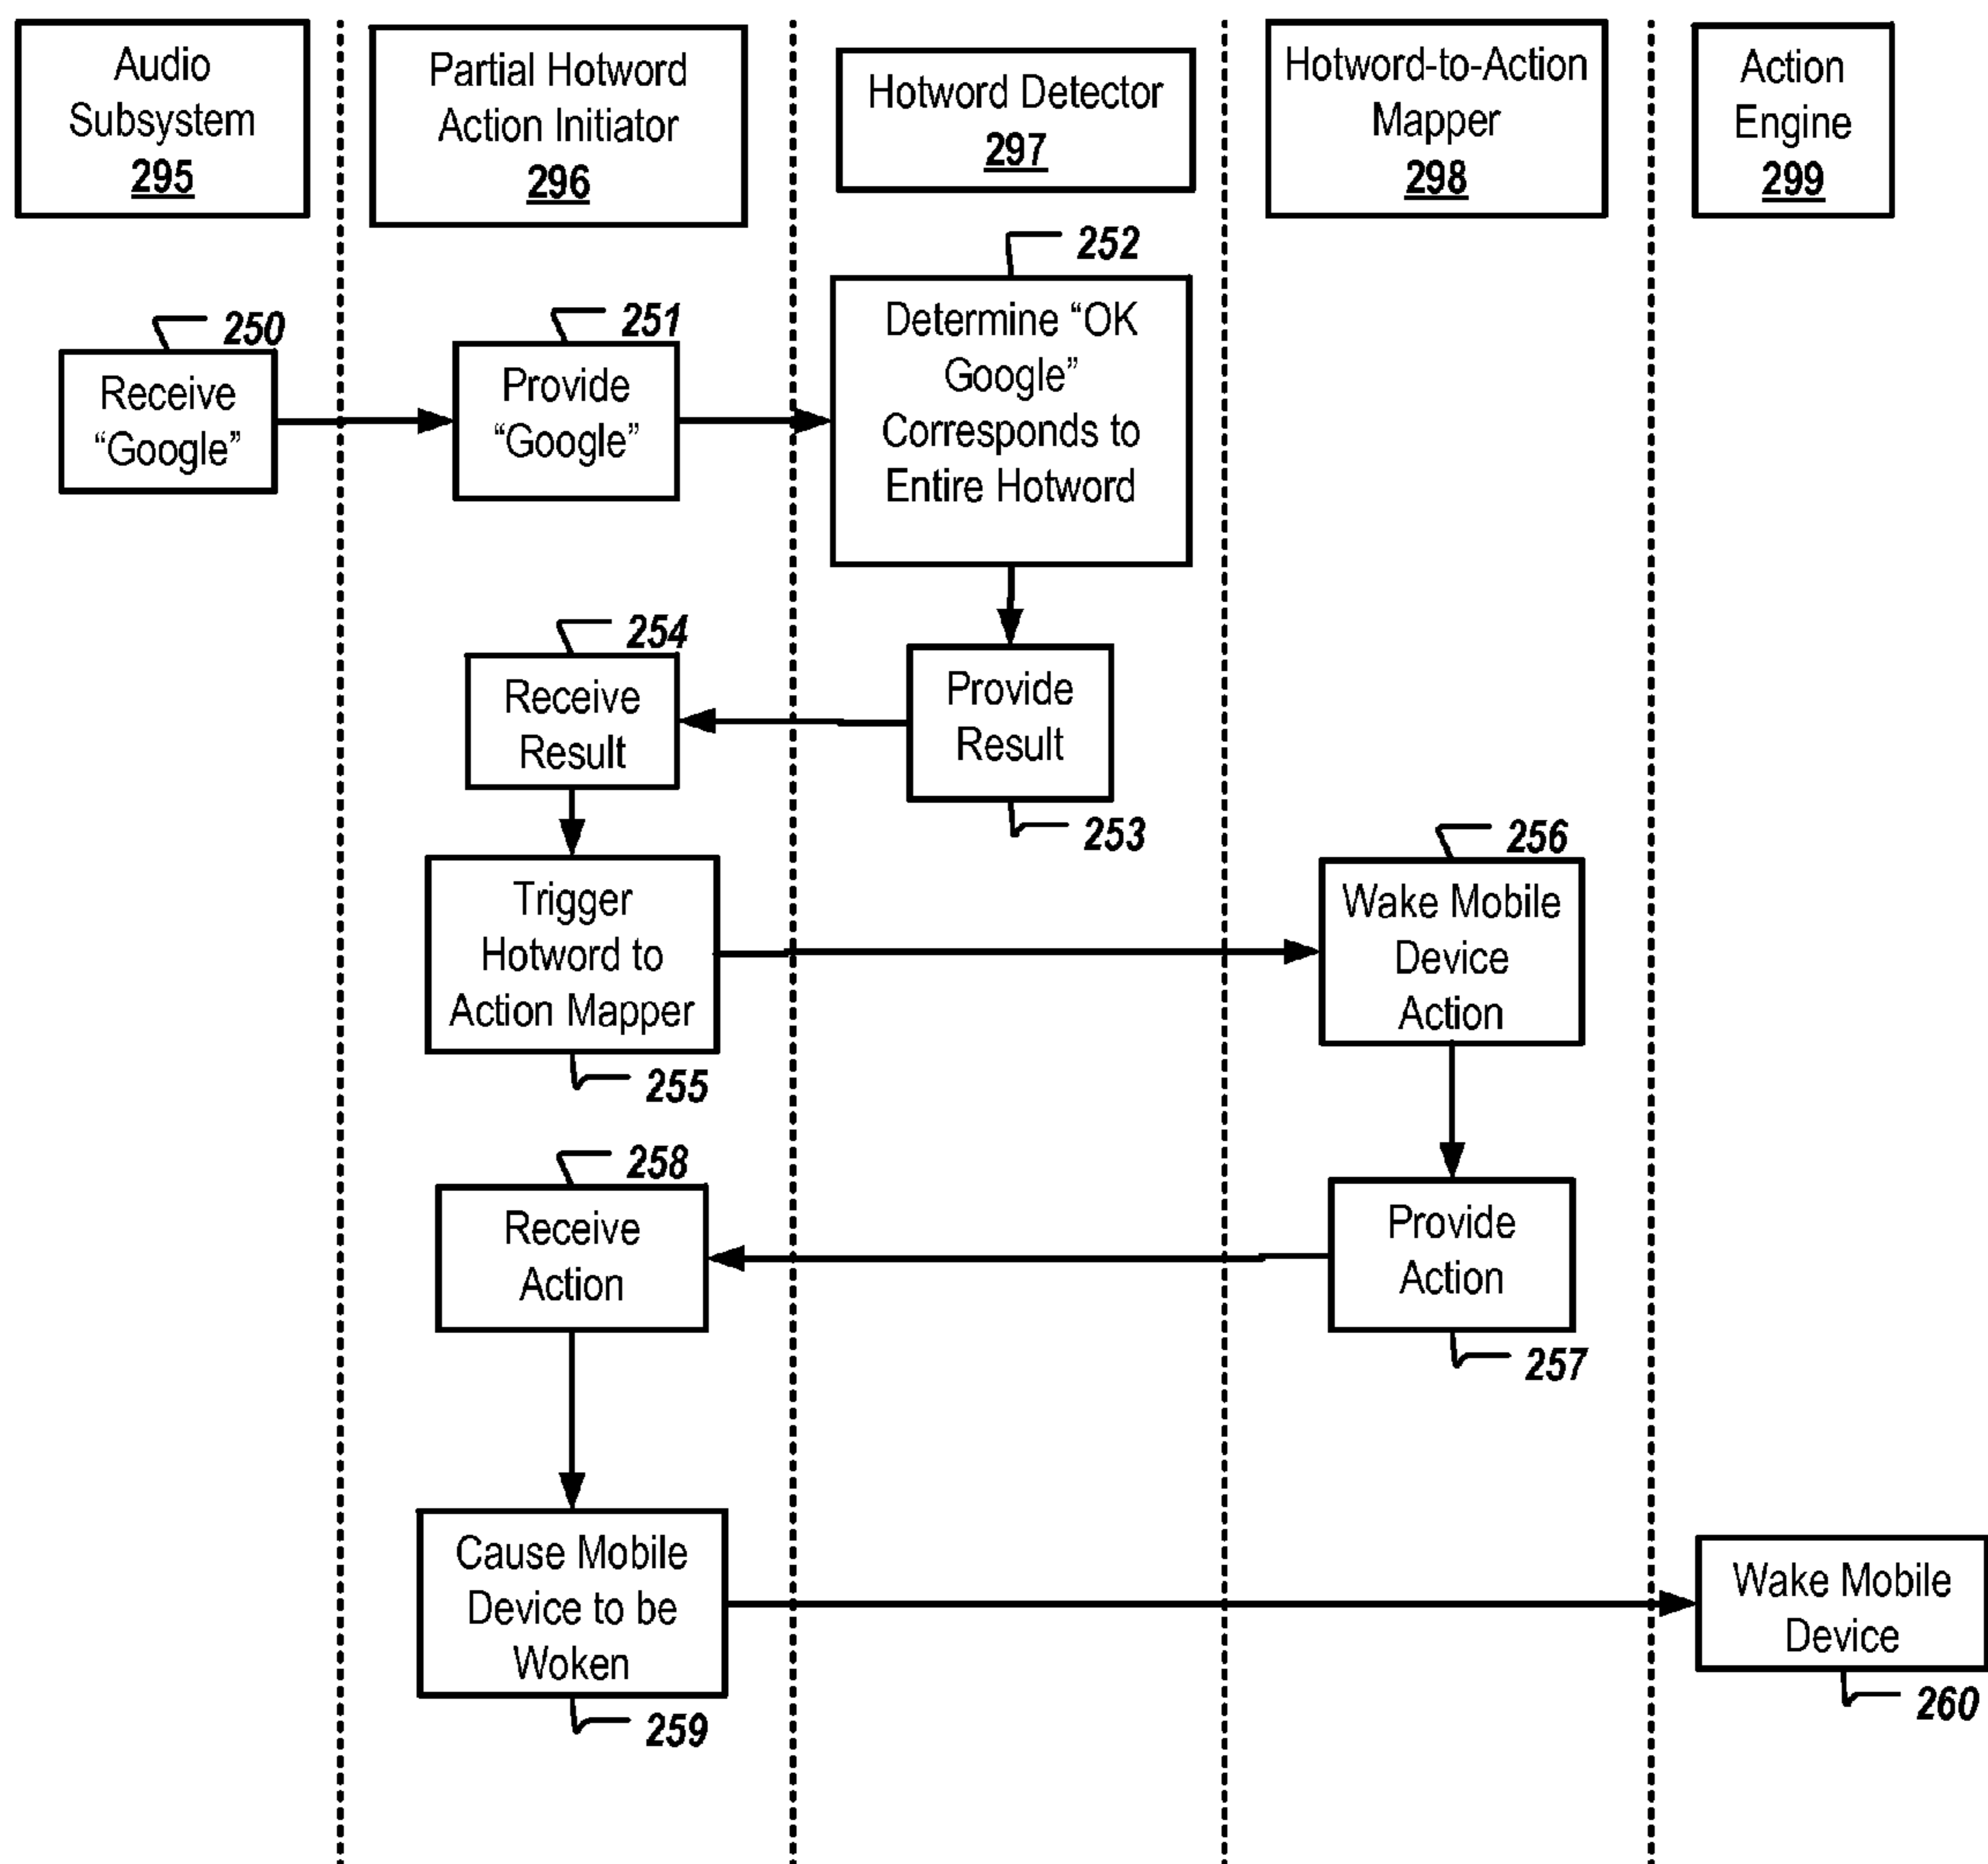 Audio
Subsystem
295
Partial Hotword
Action Initiator
296
Hotword Detector
297
Hotword-to-Action
Mapper
298
Action
Engine
299
250
Receive
“Google”
251
Provide
“Google”
252
Determine “OK
Google”
Corresponds to
Entire Hotword
254
Receive
Result
Provide
Result
253
Trigger
Hotword to
Action Mapper
255
256
Wake Mobile
Device
Action
258
Receive
Action
Provide
Action
257
Cause Mobile
Device to be
Woken
259
Wake Mobile
Device
260